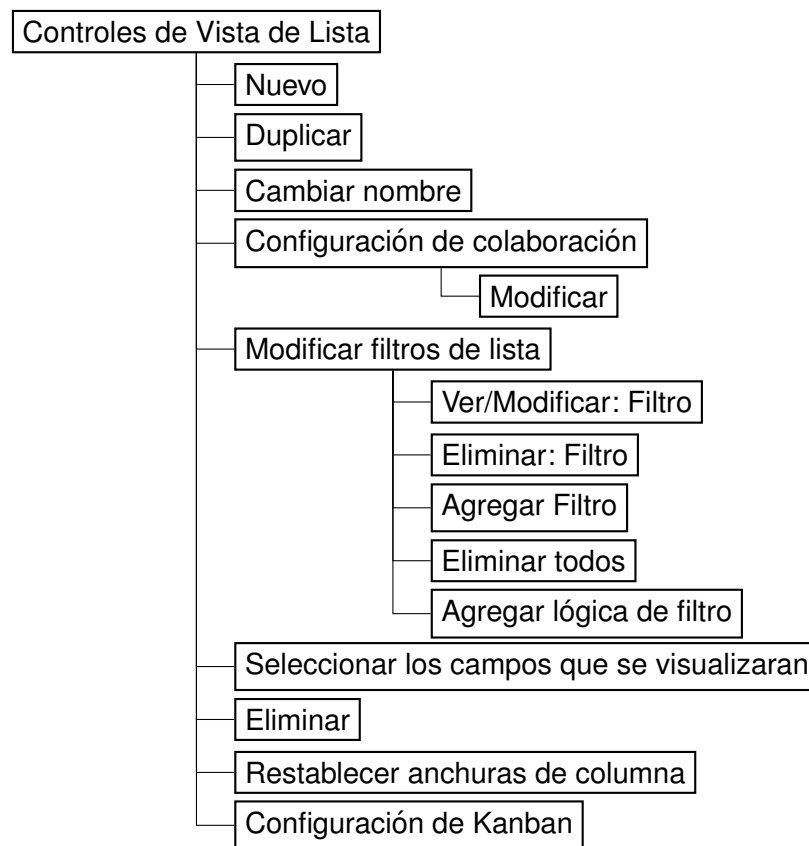 Controles de Vista de Lista
Nuevo
Duplicar
Cambiar nombre
Configuración de colaboración
Modificar
Modificar filtros de lista
Ver/Modificar: Filtro
Eliminar: Filtro
Agregar Filtro
Eliminar todos
Agregar lógica de filtro
Seleccionar los campos que se visualizaran
Eliminar
Restablecer anchuras de columna
Configuración de Kanban